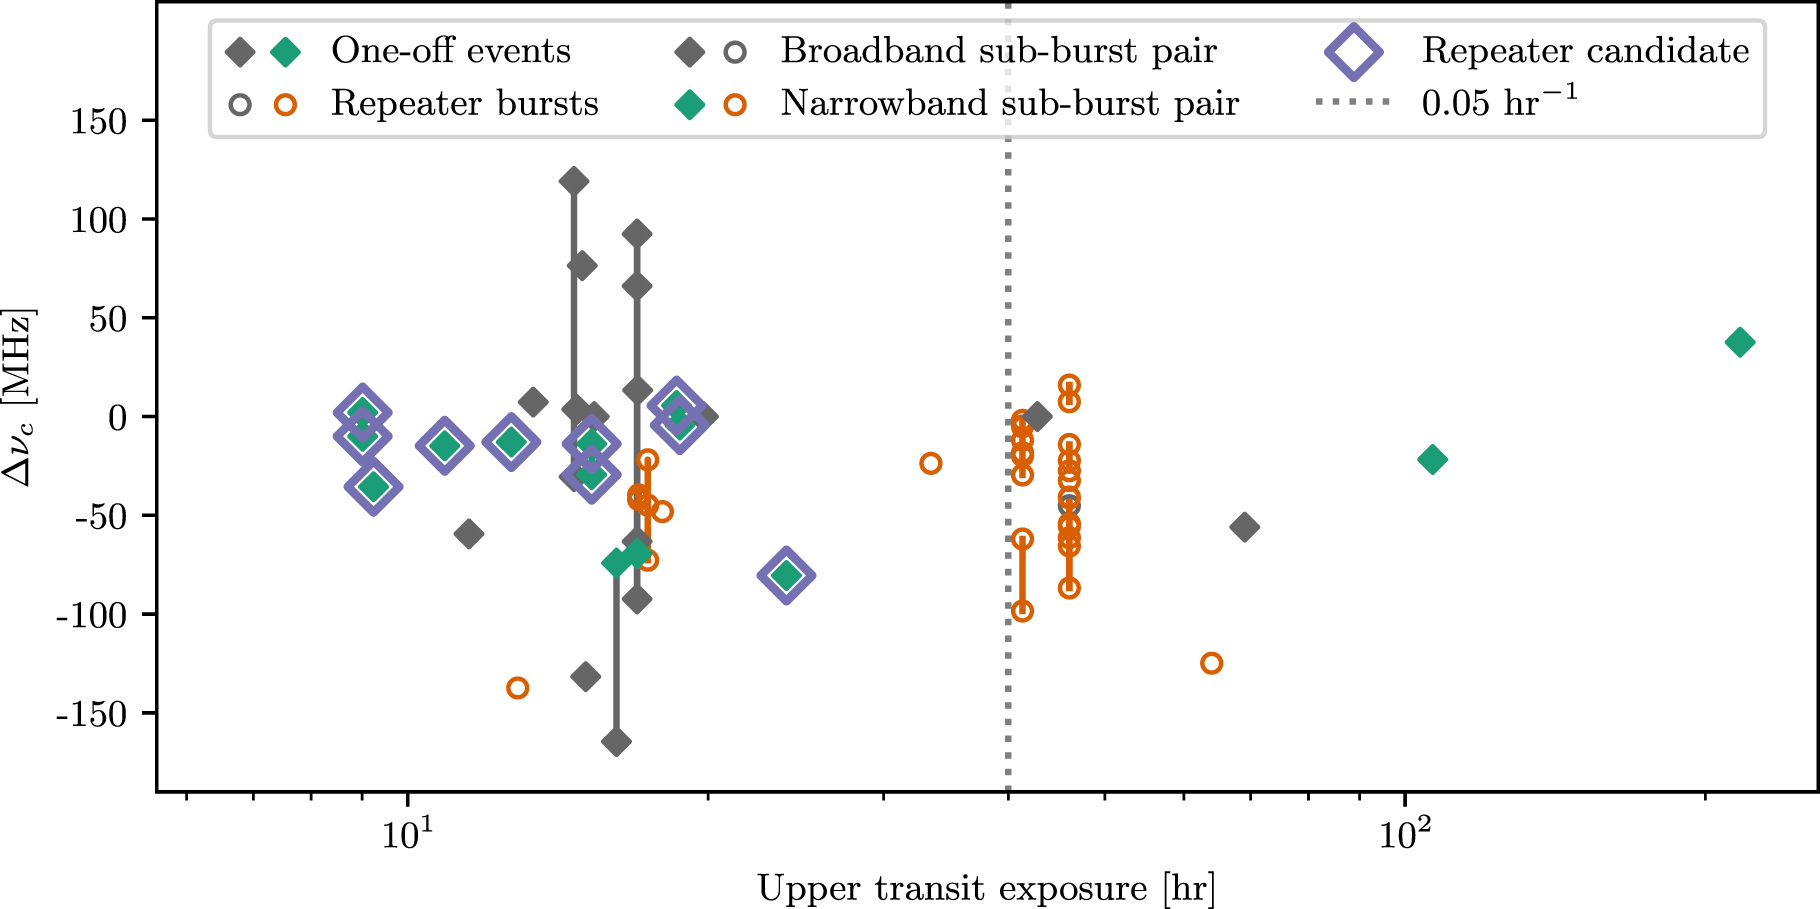 One-off events
Repeater bursts
Broadband sub-burst pair
Narrowband sub-burst pair
Repeater candidate
0.05 hr⁻¹
150
100
50
0
-50
-100
-150
Δν_c [MHz]
10¹
10²
Upper transit exposure [hr]